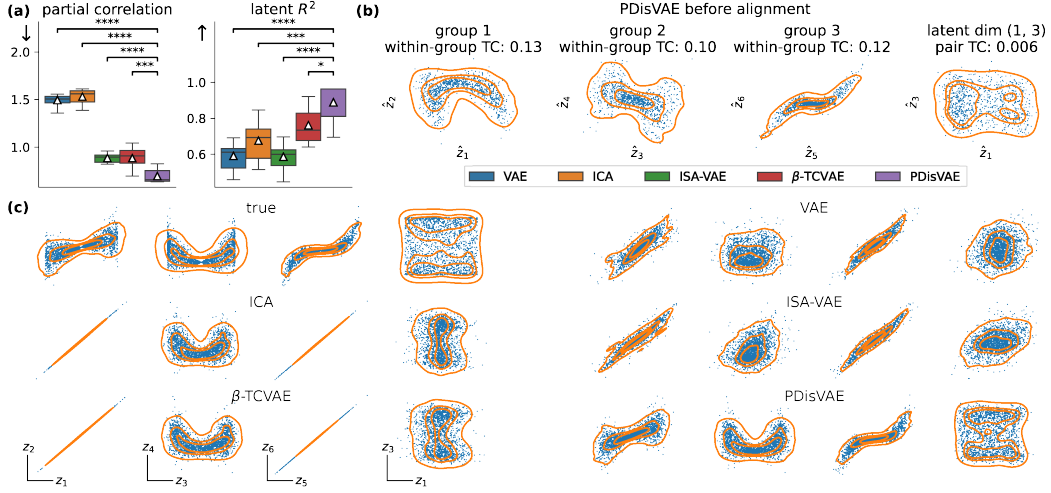 (a)
partial correlation
latent R²
(b)
PDisVAE before alignment
↓
↑
****
****
****
***
****
***
****
*
2.0
1.5
1.0
1.0
0.8
0.6
group 1
within-group TC: 0.13
group 2
within-group TC: 0.10
group 3
within-group TC: 0.12
latent dim (1, 3)
pair TC: 0.006
ẑ₂
ẑ₁
ẑ₄
ẑ₃
ẑ₆
ẑ₅
ẑ₃
ẑ₁
VAE
ICA
ISA-VAE
β-TCVAE
PDisVAE
(c)
true
VAE
ICA
ISA-VAE
β-TCVAE
PDisVAE
z₂
z₁
z₄
z₃
z₆
z₅
z₃
z₁